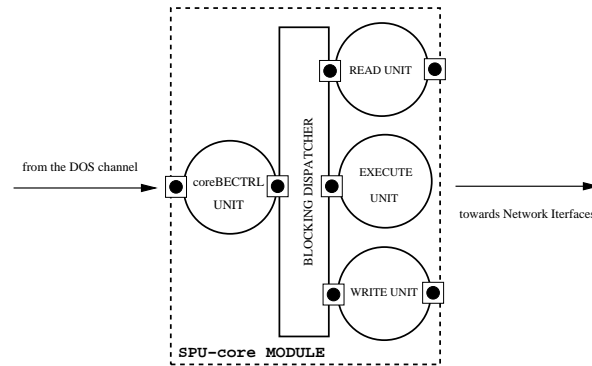 READ UNIT
from the DOS channel
coreBECTRL
UNIT
BLOCKING DISPATCHER
EXECUTE
UNIT
towards Network Iterfaces
WRITE UNIT
SPU-core MODULE